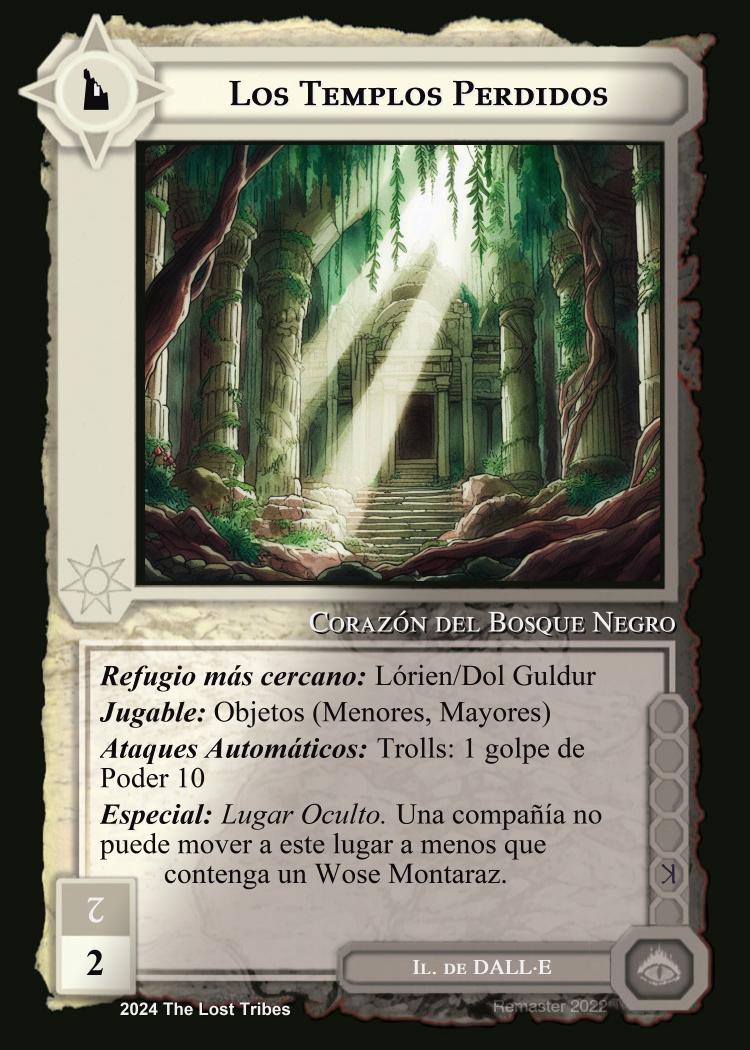 Los Templos Perdidos
Corazón del Bosque Negro
Refugio más cercano: Lórien/Dol Guldur
Jugable: Objetos (Menores, Mayores)
Ataques Automáticos: Trolls: 1 golpe de
Poder 10
Especial: Lugar Oculto. Una compañía no
puede mover a este lugar a menos que
contenga un Wose Montaraz.
2
2
Il. de DALL·E
2024 The Lost Tribes
Remaster 2022